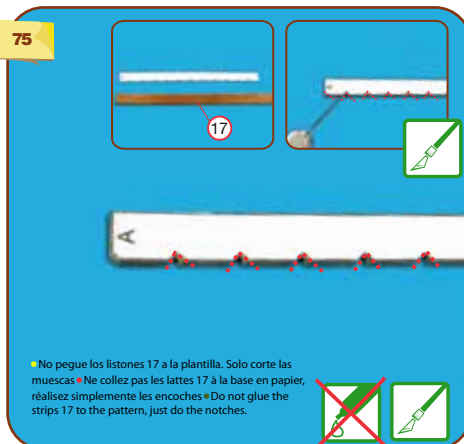 75
17
A
• No pegue los listones 17 a la plantilla. Solo corte las
muescas • Ne collez pas les lattes 17 à la base en papier,
réalisez simplement les encoches • Do not glue the
strips 17 to the pattern, just do the notches.